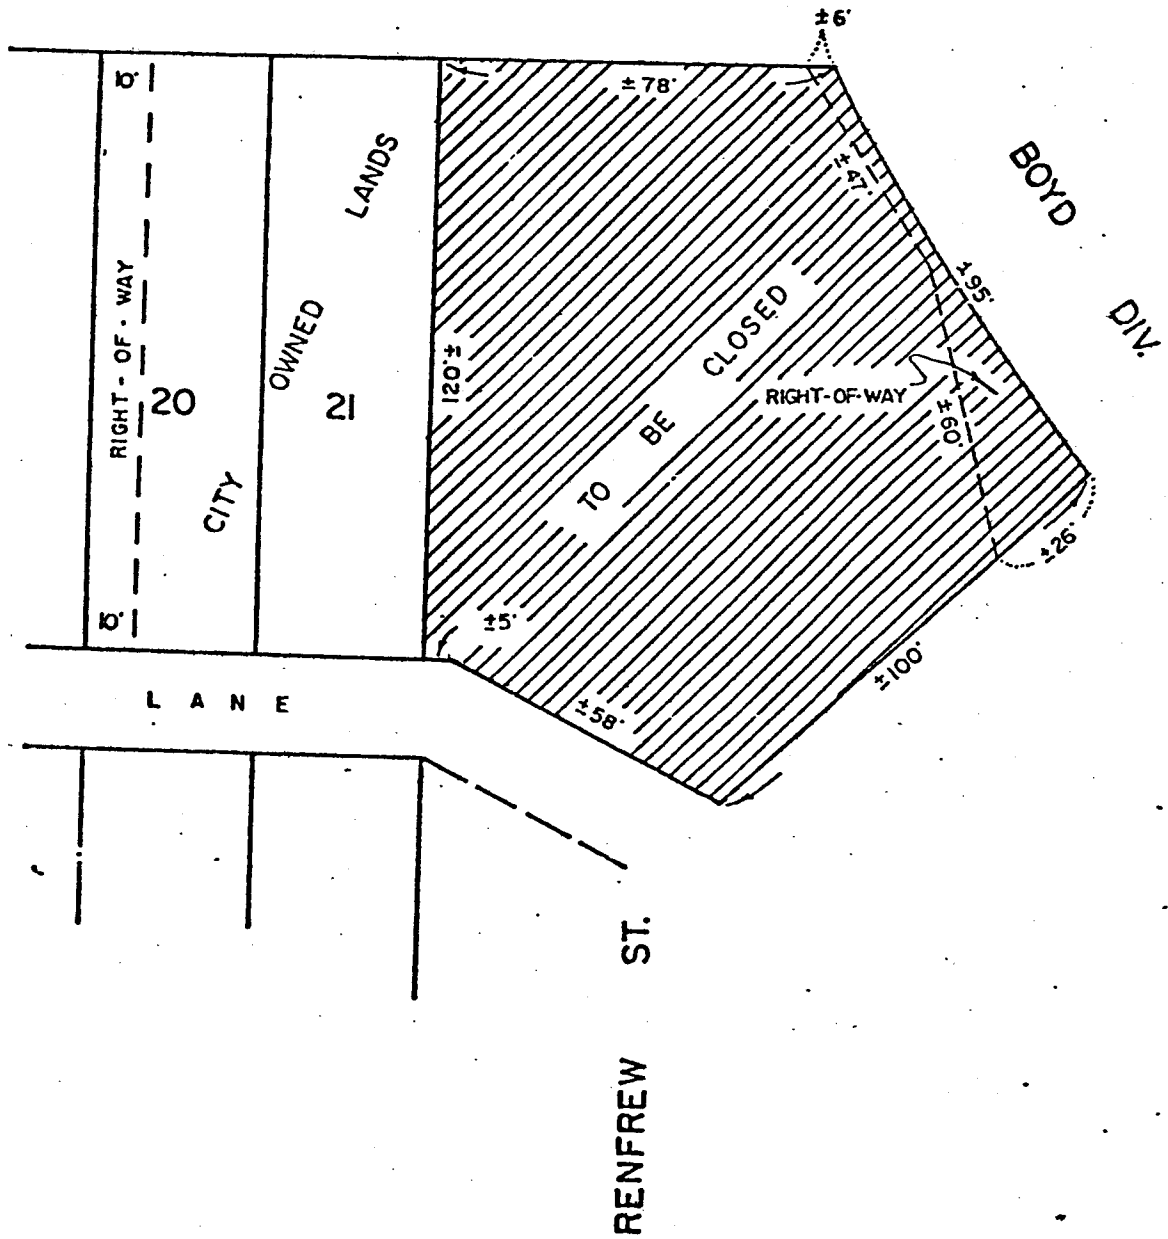 ±6'
10'
±78'
BOYD DIV.
±47'
±95'
RIGHT-OF-WAY
20
CITY OWNED LANDS
21
120'±
TO BE CLOSED
RIGHT-OF-WAY
±60'
±26'
10'
±5'
±100'
±58'
LANE
RENFREW ST.